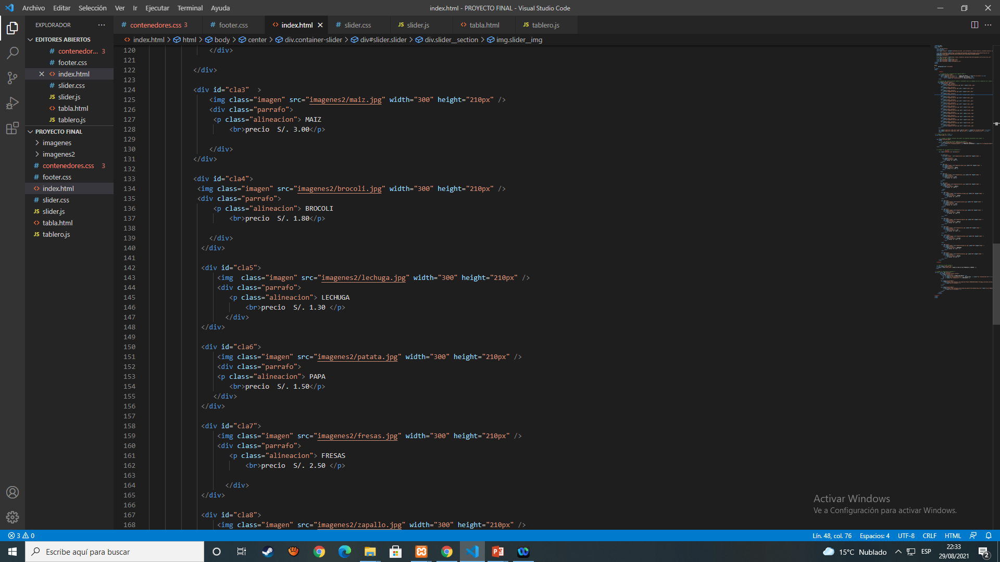 Archivo Editar Selección Ver Ir Ejecutar Terminal Ayuda
index.html - PROYECTO FINAL - Visual Studio Code
EXPLORADOR
EDITORES ABIERTOS
contenedor... 3
footer.css
index.html
slider.css
slider.js
tabla.html
tablero.js
PROYECTO FINAL
imagenes
imagenes2
contenedores.css 3
footer.css
index.html
slider.css
slider.js
tabla.html
tablero.js
contenedores.css 3 footer.css index.html slider.css slider.js tabla.html tablero.js
index.html > html > body > center > div.container-slider > div#slider.slider > div.slider__section > img.slider__img
120 </div>
121
122 </div>
123
124 <div id="cla3"  >
125 <img class="imagen" src="imagenes2/maiz.jpg" width="300" height="210px" />
126 <div class="parrafo">
127 <p class="alineacion"> MAIZ
128 <br>precio  S/. 3.00</p>
129
130 </div>
131 </div>
132
133 <div id="cla4">
134 <img class="imagen" src="imagenes2/brocoli.jpg" width="300" height="210px" />
135 <div class="parrafo">
136 <p class="alineacion"> BROCOLI
137 <br>precio  S/. 1.80</p>
138
139 </div>
140 </div>
141
142 <div id="cla5">
143 <img  class="imagen" src="imagenes2/lechuga.jpg" width="300" height="210px" />
144 <div class="parrafo">
145 <p class="alineacion"> LECHUGA
146 <br>precio  S/. 1.30 </p>
147 </div>
148 </div>
149
150 <div id="cla6">
151 <img class="imagen" src="imagenes2/patata.jpg" width="300" height="210px" />
152 <div class="parrafo">
153 <p class="alineacion"> PAPA
154 <br>precio  S/. 1.50</p>
155 </div>
156 </div>
157
158 <div id="cla7">
159 <img class="imagen" src="imagenes2/fresas.jpg" width="300" height="210px" />
160 <div class="parrafo">
161 <p class="alineacion"> FRESAS
162 <br>precio  S/. 2.50 </p>
163
164 </div>
165 </div>
166
167 <div id="cla8">
168 <img class="imagen" src="imagenes2/zapallo.jpg" width="300" height="210px" />
Activar Windows
Ve a Configuración para activar Windows.
3 0
Lín. 48, col. 76 Espacios: 4 UTF-8 CRLF HTML
Escribe aquí para buscar
15°C Nublado ESP
22:33
29/08/2021
2